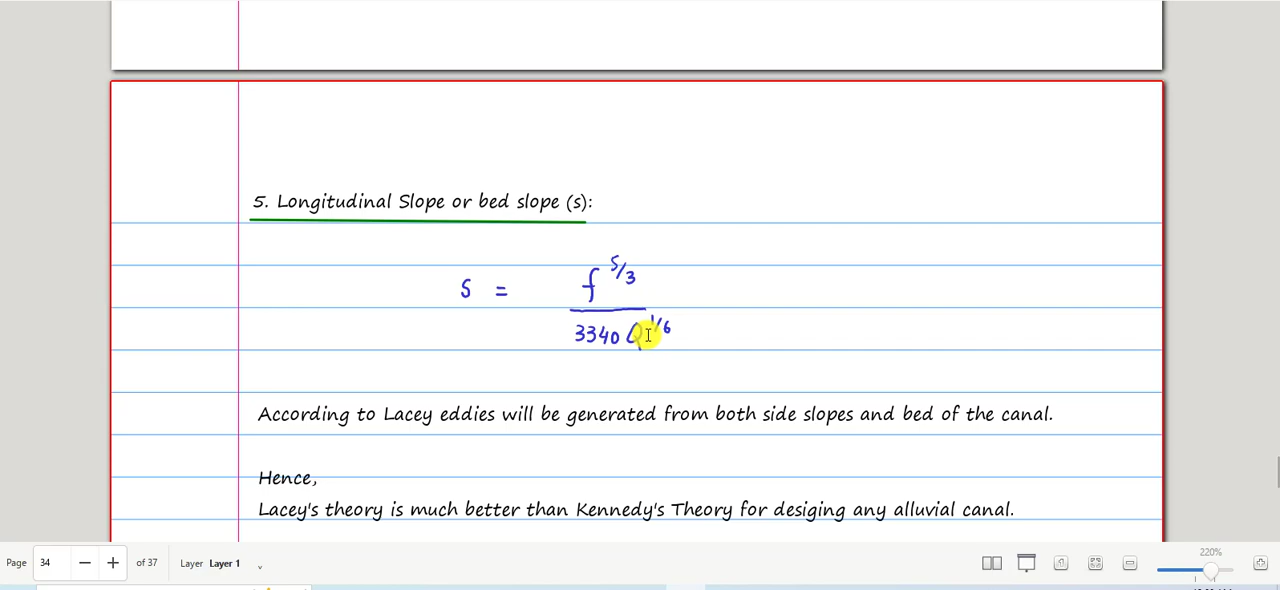 5. Longitudinal Slope or bed slope (s):
S = f^5/3
3340 Q^1/6
According to Lacey eddies will be generated from both side slopes and bed of the canal.
Hence,
Lacey's theory is much better than Kennedy's Theory for desiging any alluvial canal.
Page 34 of 37 Layer Layer 1 220%